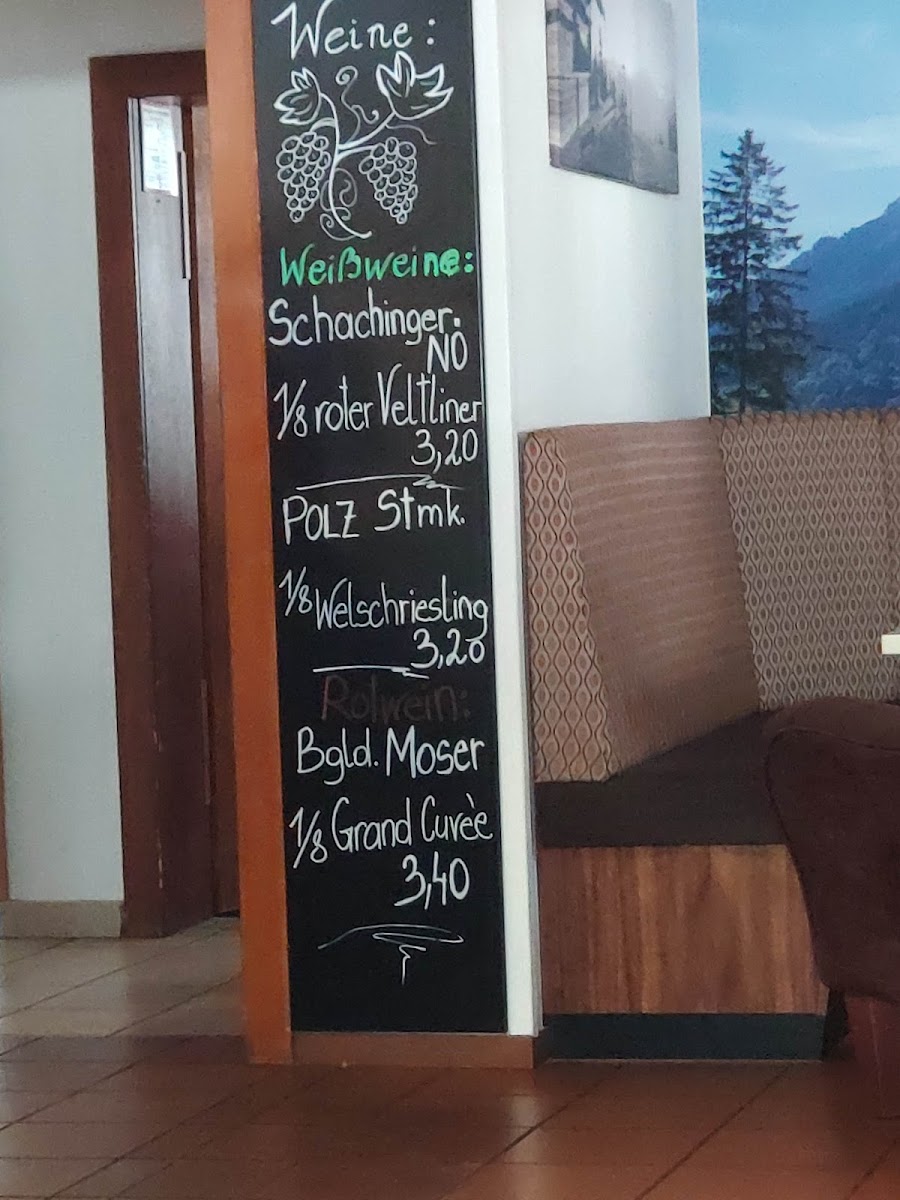 Weine:
Weißweine:
Schachinger.
NÖ
1/8 roter Veltliner
3,20
POLZ Stmk.
1/8 Welschriesling
3,20
Rotwein:
Bgld. Moser
1/8 Grand Cuvèe
3,40